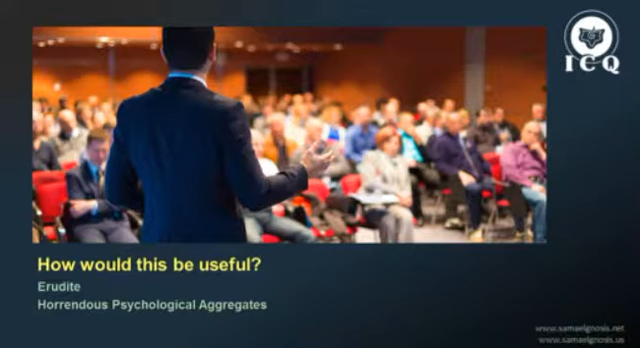 ICQ
How would this be useful?
Erudite
Horrendous Psychological Aggregates
www.samaelgnosis.net
www.samaelgnosis.us